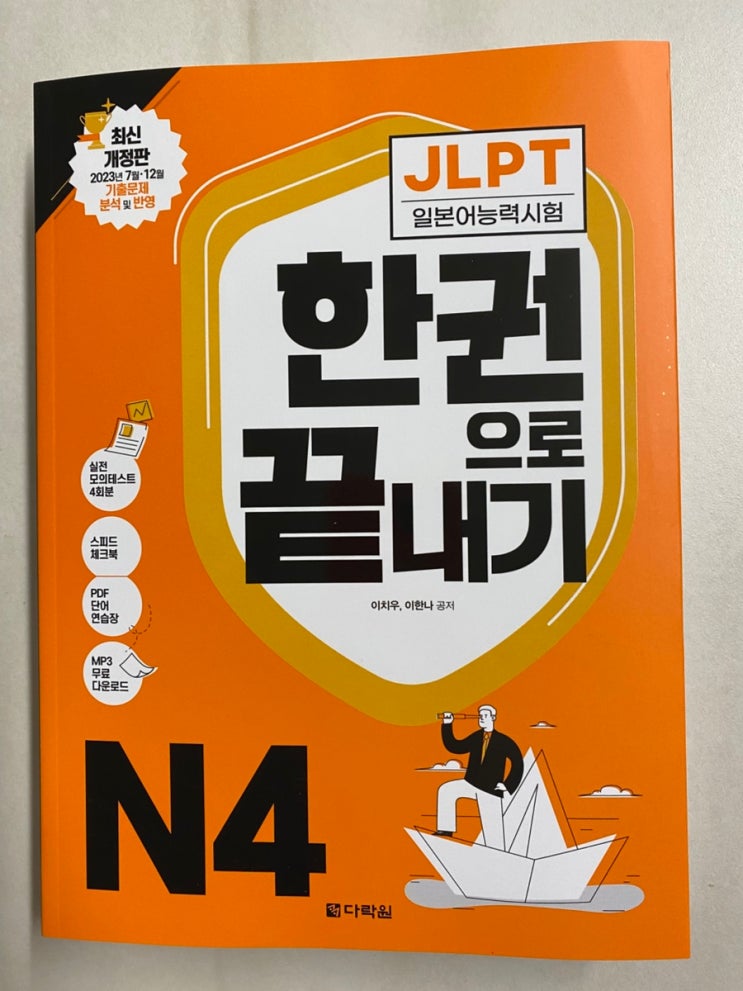 최신
개정판
2023년 7월·12월
기출문제
분석 및 반영
JLPT
일본어능력시험
한권
으로
끝내기
이치우, 이한나 공저
실전
모의테스트
4회분
스피드
체크북
PDF
단어
연습장
MP3
무료
다운로드
N4
다락원